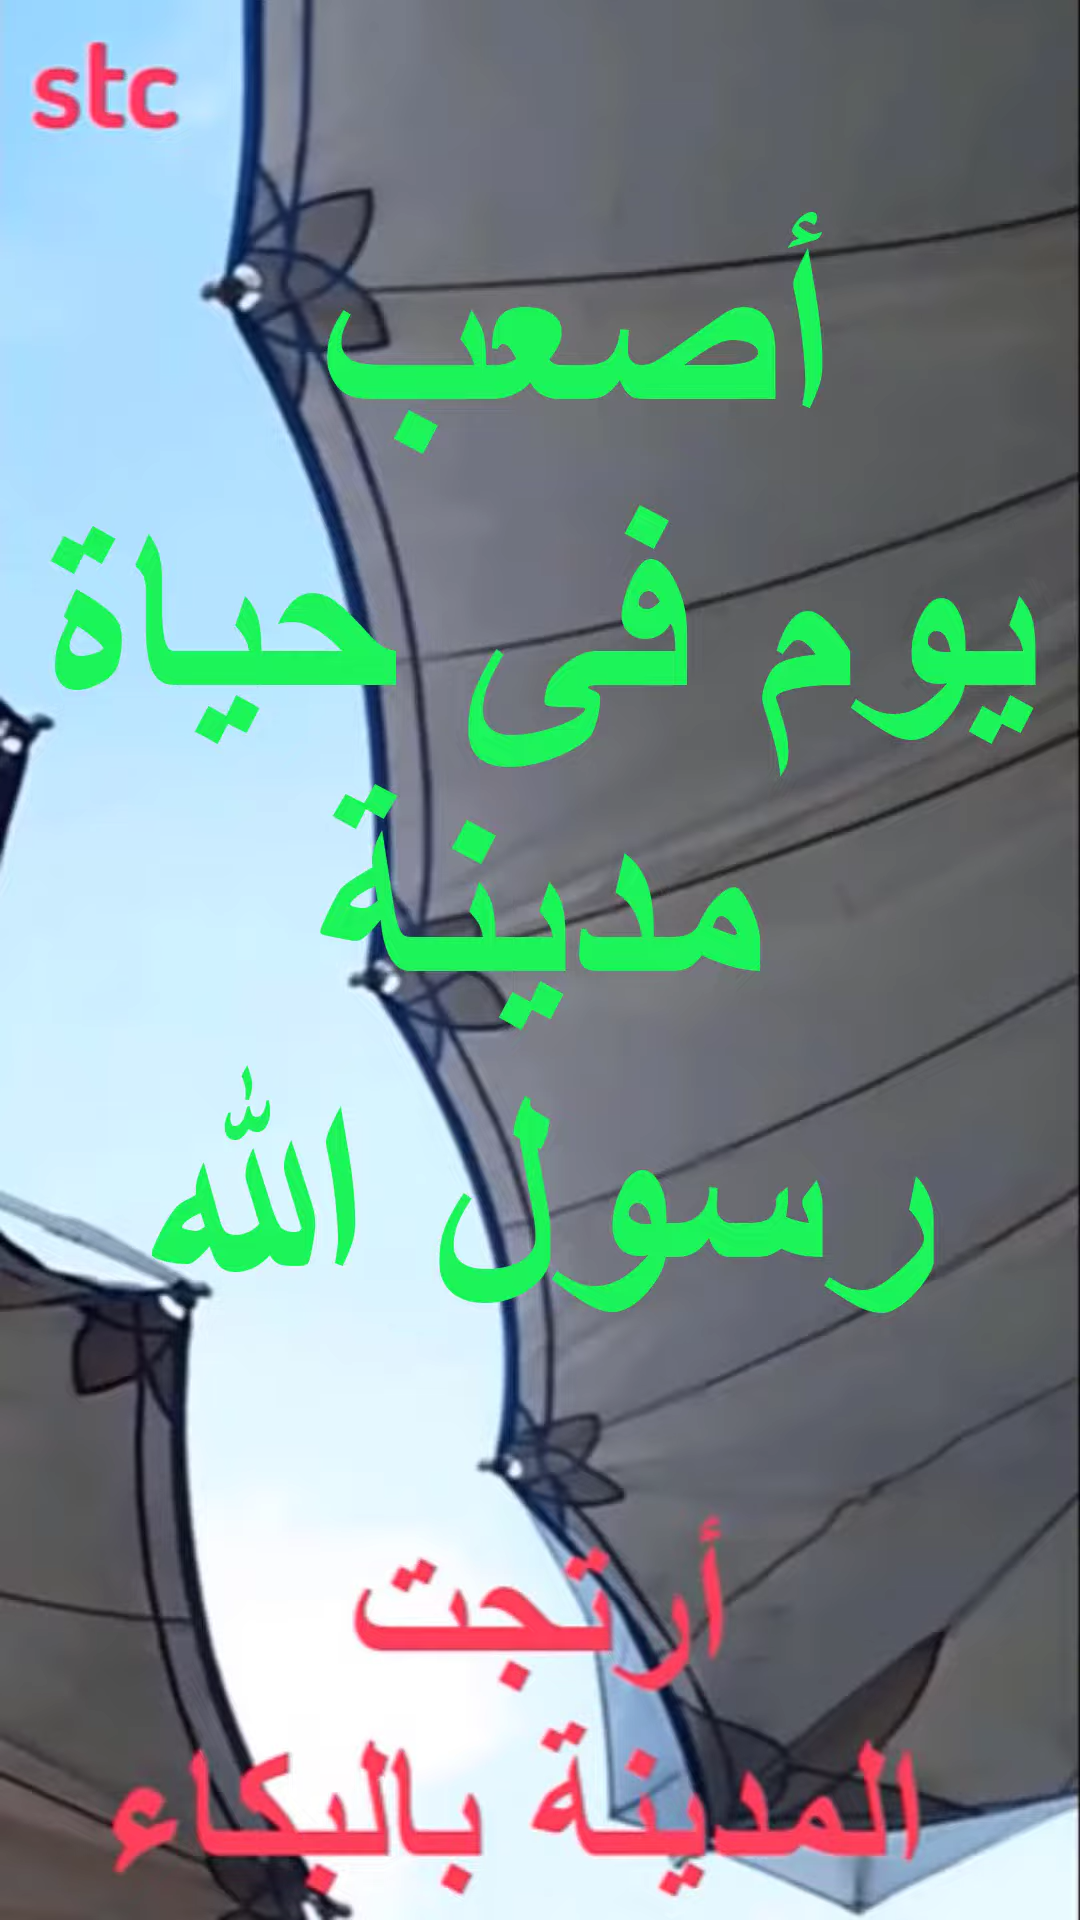 stc
أصعب
يوم فى حياة
مدينة
رسول الله
أرتجت
المدينة بالبكاء